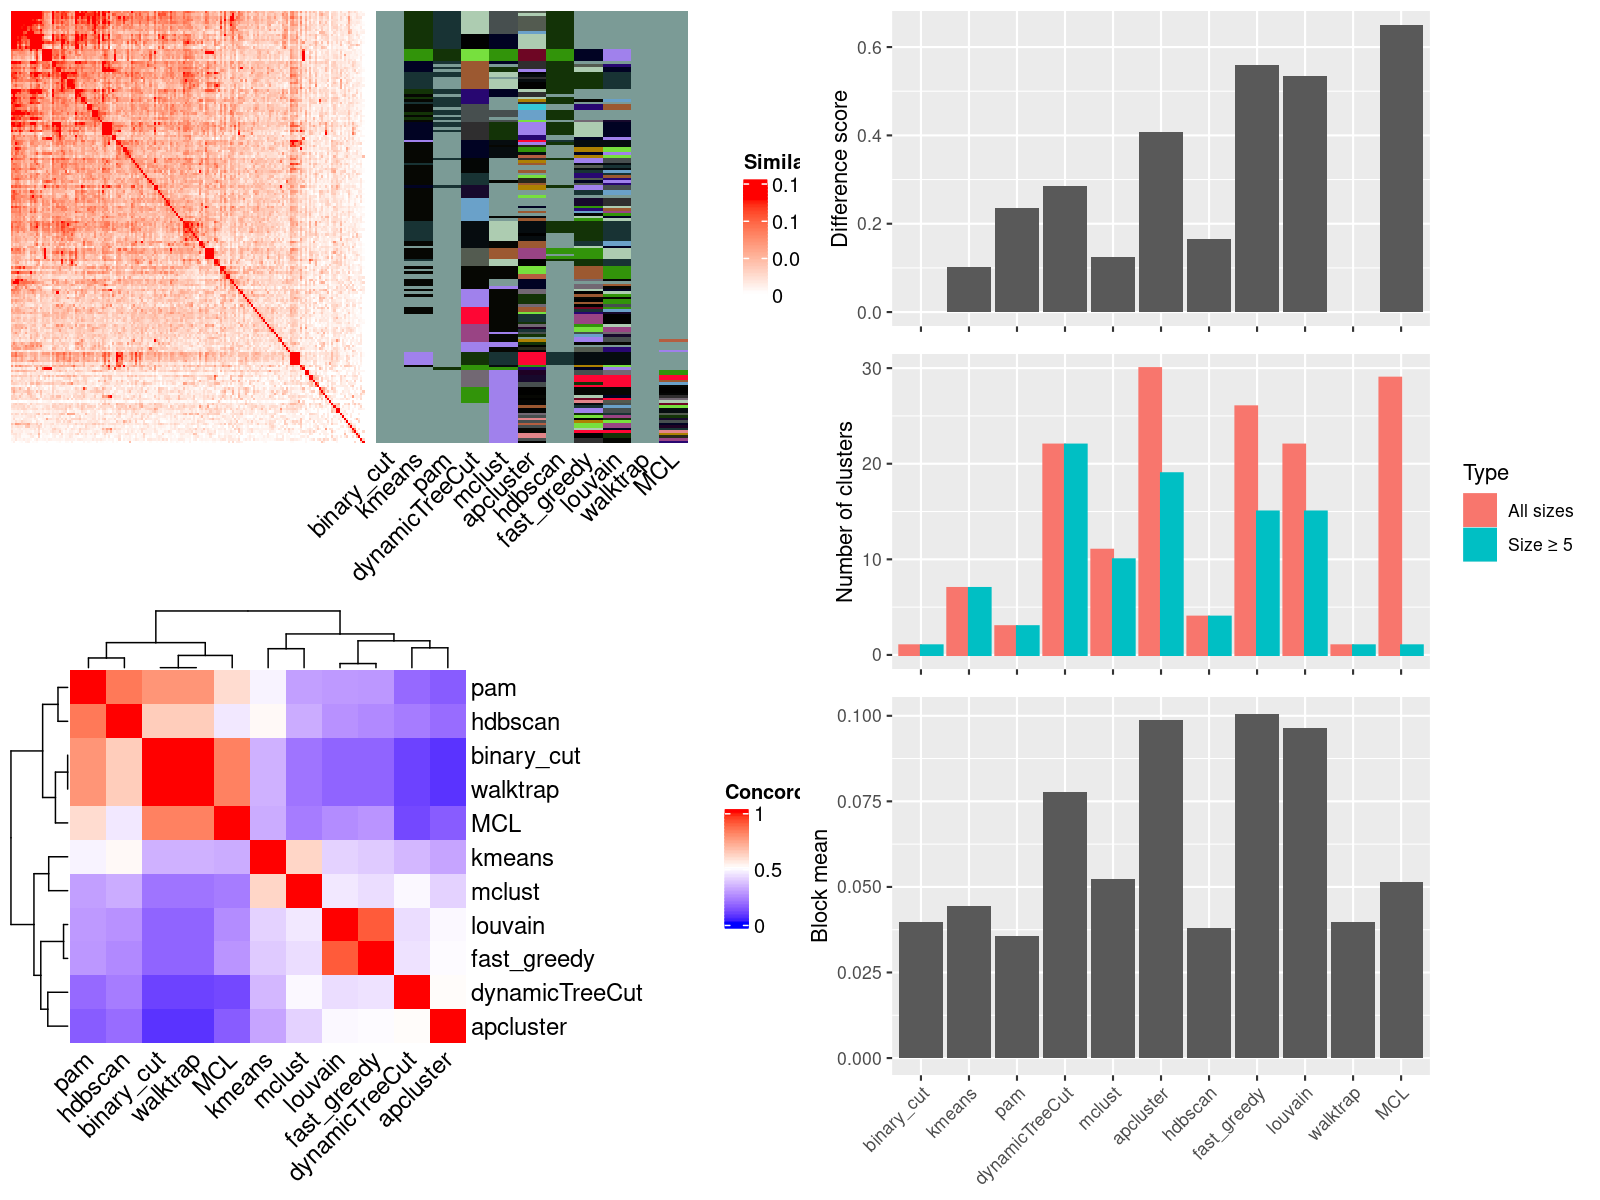 Simila
0.1
0.1
0.0
0
binary_cut
kmeans
pam
dynamicTreeCut
mclust
apcluster
hdbscan
fast_greedy
louvain
walktrap
MCL
pam
hdbscan
binary_cut
walktrap
MCL
kmeans
mclust
louvain
fast_greedy
dynamicTreeCut
apcluster
pam
hdbscan
binary_cut
walktrap
MCL
kmeans
mclust
louvain
fast_greedy
dynamicTreeCut
apcluster
Concord
1
0.5
0
Difference score
0.6
0.4
0.2
0.0
Number of clusters
30
20
10
0
Type
All sizes
Size ≥ 5
Block mean
0.100
0.075
0.050
0.025
0.000
binary_cut
kmeans
pam
dynamicTreeCut
mclust
apcluster
hdbscan
fast_greedy
louvain
walktrap
MCL